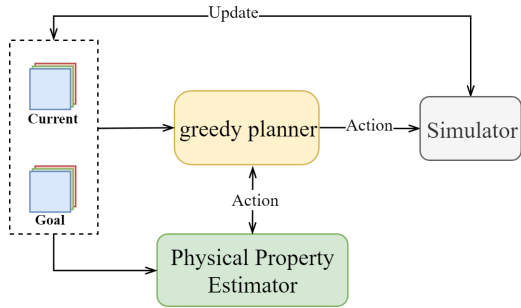 Update
Current
greedy planner
Action
Simulator
Goal
Action
Physical Property
Estimator